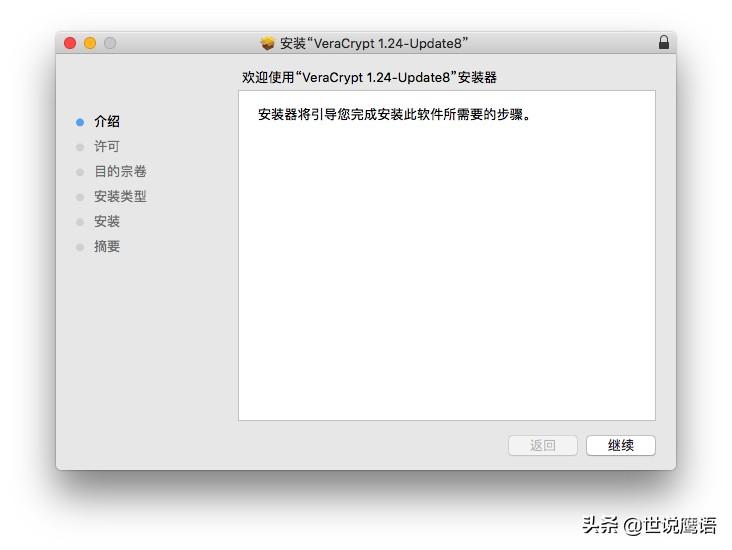 安装“VeraCrypt 1.24-Update8”
欢迎使用“VeraCrypt 1.24-Update8”安装器
安装器将引导您完成安装此软件所需要的步骤。
介绍
许可
目的宗卷
安装类型
安装
摘要
返回
继续
头条 @世说鹰语